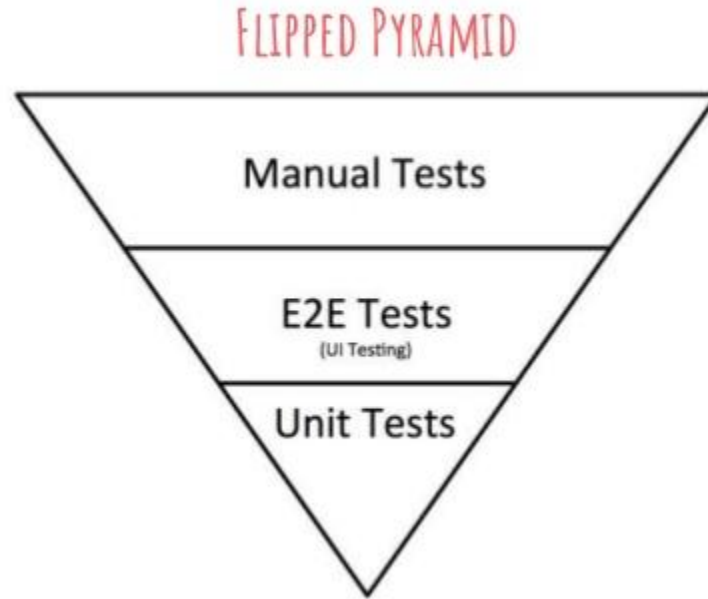 FLIPPED PYRAMID
Manual Tests
E2E Tests
(UI Testing)
Unit Tests